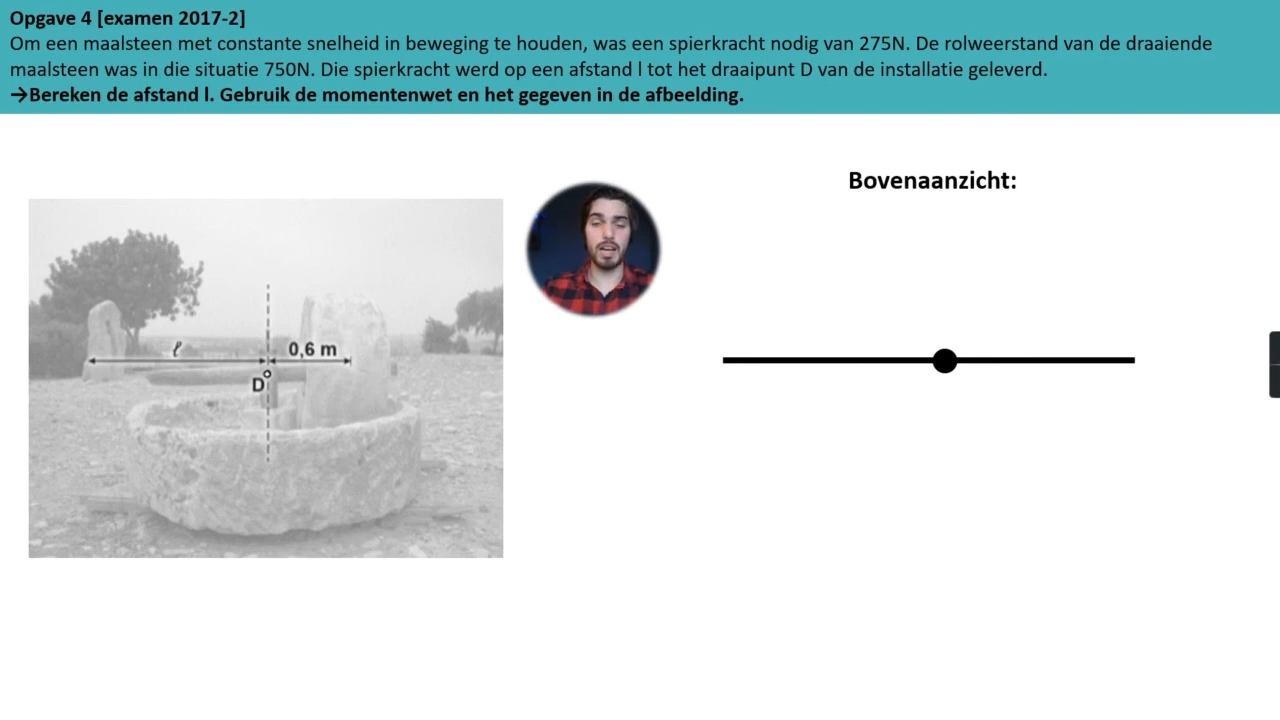 Opgave 4 [examen 2017-2]
Om een maalsteen met constante snelheid in beweging te houden, was een spierkracht nodig van 275N. De rolweerstand van de draaiende
maalsteen was in die situatie 750N. Die spierkracht werd op een afstand l tot het draaipunt D van de installatie geleverd.
→Bereken de afstand l. Gebruik de momentenwet en het gegeven in de afbeelding.
Bovenaanzicht:
ℓ
0,6 m
D